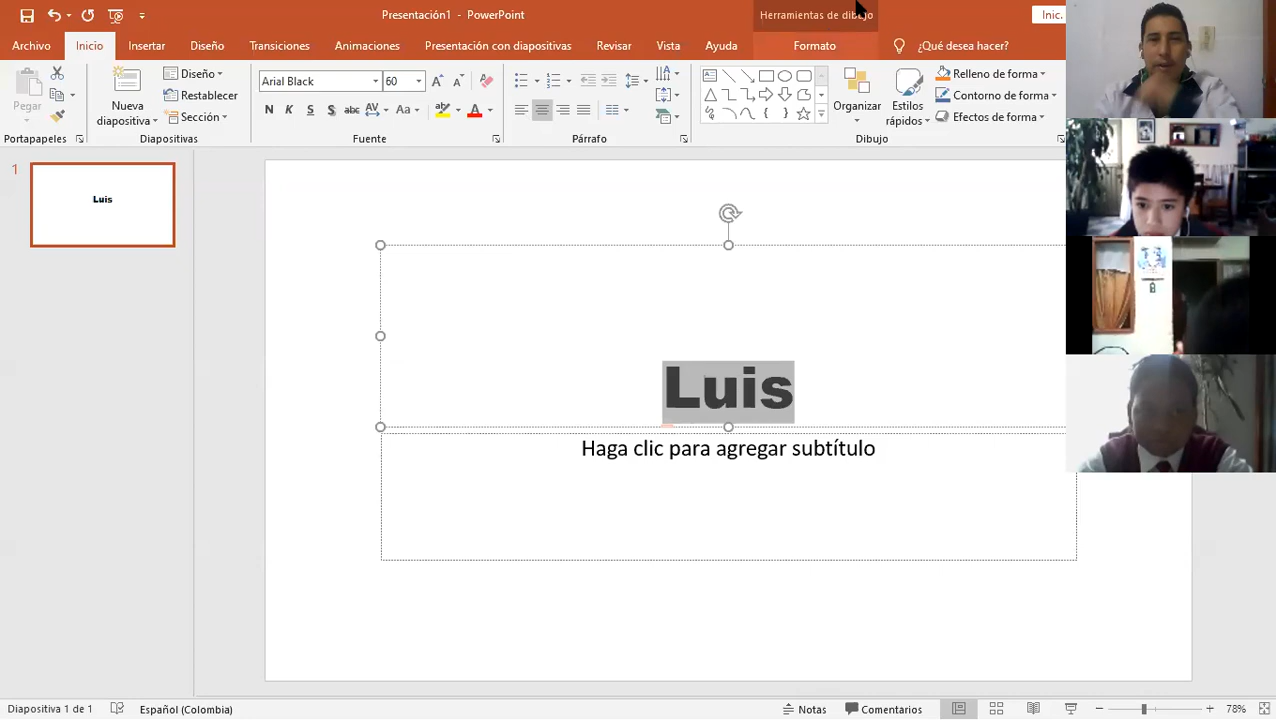 Presentación1 - PowerPoint
Herramientas de dibujo
Inic.
Archivo Inicio Insertar Diseño Transiciones Animaciones Presentación con diapositivas Revisar Vista Ayuda Formato ¿Qué desea hacer?
Pegar
Nueva diapositiva
Diseño
Restablecer
Sección
Arial Black 60
N K S abc AV Aa A
Organizar
Estilos rápidos
Relleno de forma
Contorno de forma
Efectos de forma
Portapapeles Diapositivas Fuente Párrafo Dibujo
1
Luis
Luis
Haga clic para agregar subtítulo
Diapositiva 1 de 1 Español (Colombia) Notas Comentarios 78%